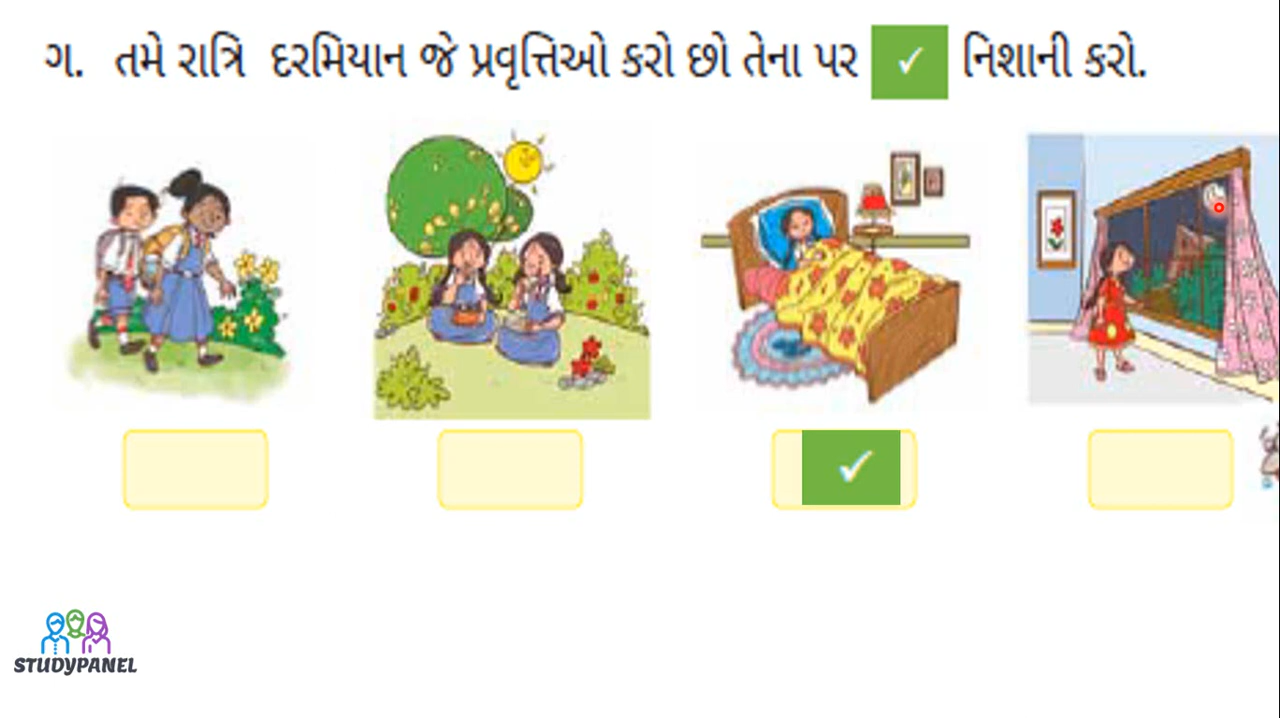 ગ. તમે રાત્રિ દરમિયાન જે પ્રવૃત્તિઓ કરો છો તેના પર ✓ નિશાની કરો.
✓
STUDYPANEL